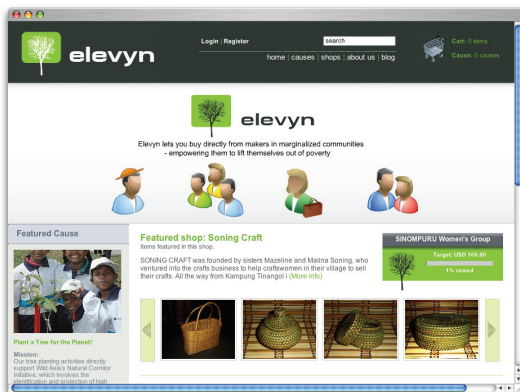 elevyn
Login | Register
search
home | causes | shops | about us | blog
Cart: 0 items
Cause: 0 causes
elevyn
Elevyn lets you buy directly from makers in marginalized communities
- empowering them to lift themselves out of poverty
Featured Cause
Plant a Tree for the Planet!
Mission:
Our tree planting activities directly
support Wild Asia's Natural Corridor
Initiative, which involves the
identification and protection of high
Featured shop: Soning Craft
Items featured in this shop.
SONING CRAFT was founded by sisters Mazeline and Malina Soning, who
ventured into the crafts business to help craftswomen in their village to sell
their crafts. All the way from Kampung Tinangol i (More Info)
SINOMPURU Women's Group
Target: USD 100.00
1% raised